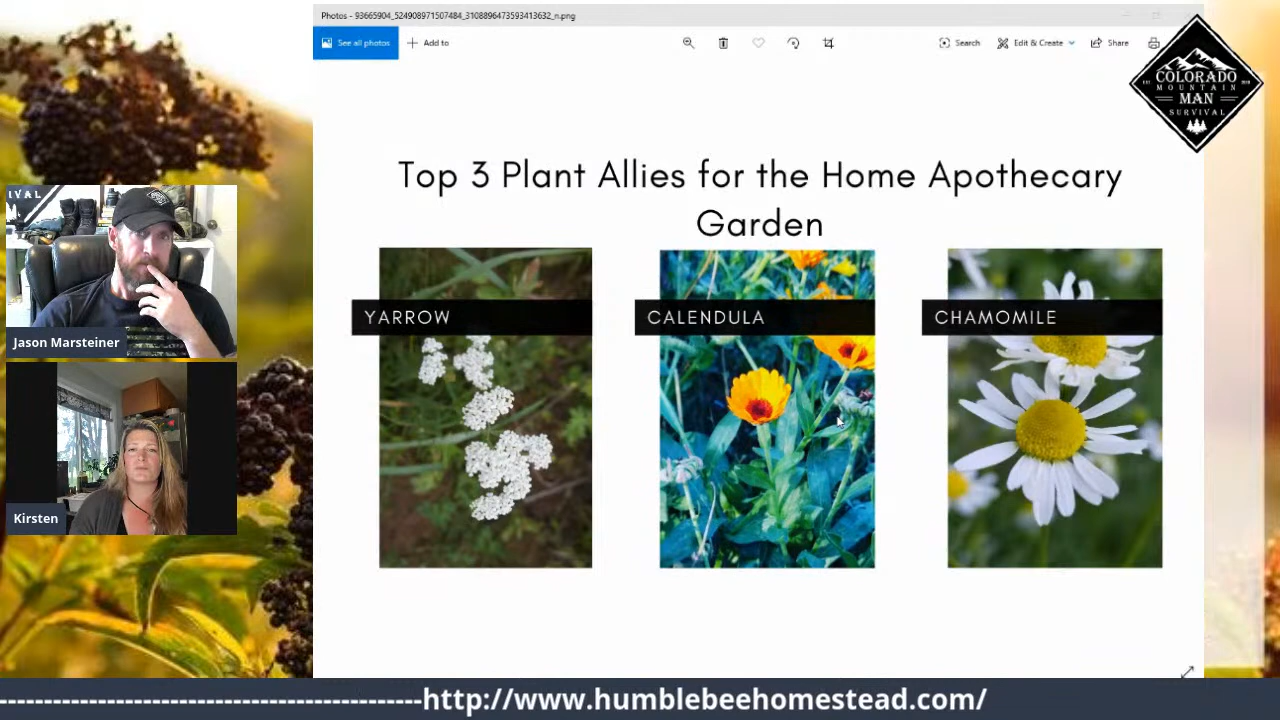 Photos - 93665904_524908971507484_3108896473593413632_n.png
See all photos
Add to
Search
Edit & Create
Share
COLORADO
MOUNTAIN
MAN
SURVIVAL
Top 3 Plant Allies for the Home Apothecary
Garden
YARROW
CALENDULA
CHAMOMILE
IVAL
Jason Marsteiner
Kirsten
------------------------------------http://www.humblebeehomestead.com/